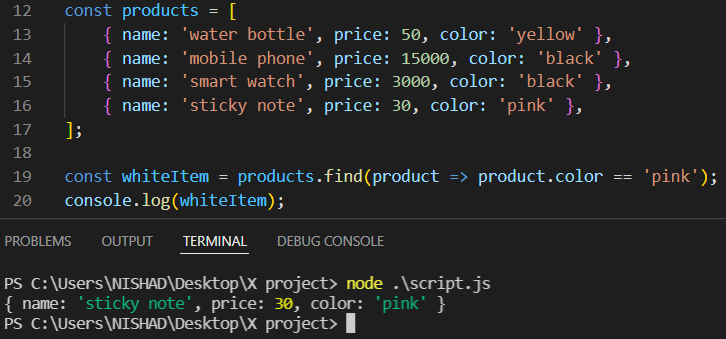 12 const products = [
13 { name: 'water bottle', price: 50, color: 'yellow' },
14 { name: 'mobile phone', price: 15000, color: 'black' },
15 { name: 'smart watch', price: 3000, color: 'black' },
16 { name: 'sticky note', price: 30, color: 'pink' },
17 ];
18
19 const whiteItem = products.find(product => product.color == 'pink');
20 console.log(whiteItem);
PROBLEMS OUTPUT TERMINAL DEBUG CONSOLE
PS C:\Users\NISHAD\Desktop\X project> node .\script.js
{ name: 'sticky note', price: 30, color: 'pink' }
PS C:\Users\NISHAD\Desktop\X project>